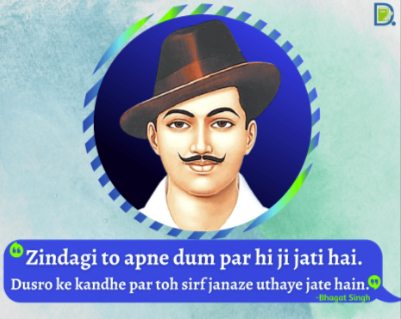 D.
❝Zindagi to apne dum par hi ji jati hai.
Dusro ke kandhe par toh sirf janaze uthaye jate hain.❞
-Bhagat Singh